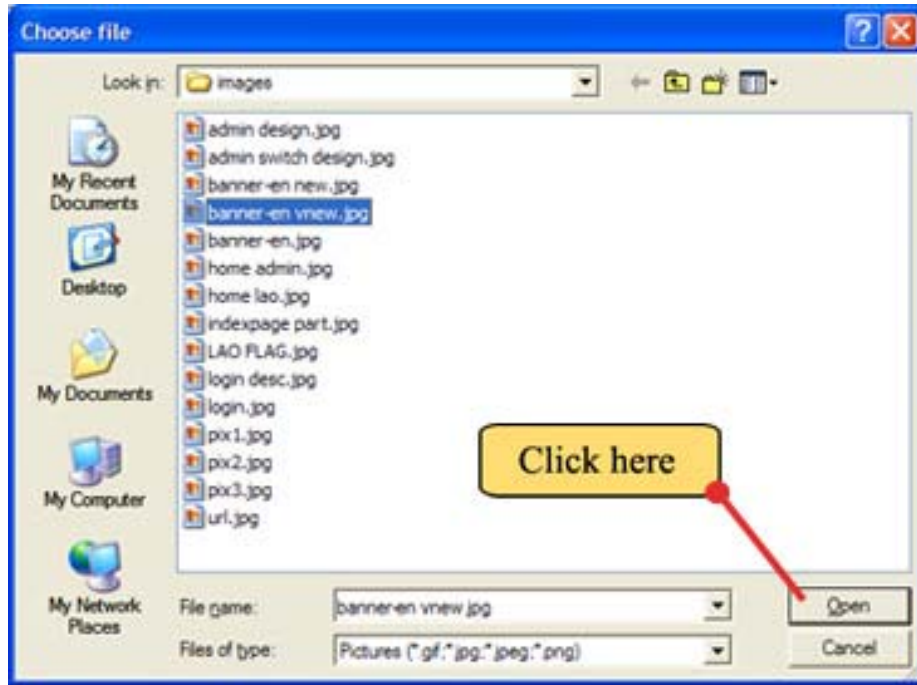 Choose file
Look in:
images
My Recent
Documents
Desktop
My Documents
My Computer
My Network
Places
admin design.jpg
admin switch design.jpg
banner-en new.jpg
banner-en vnew.jpg
banner-en.jpg
home admin.jpg
home lao.jpg
indexpage part.jpg
LAO FLAG.jpg
login desc.jpg
login.jpg
pix1.jpg
pix2.jpg
pix3.jpg
url.jpg
Click here
File name:
banner-en vnew.jpg
Open
Files of type:
Pictures (*.gf;*.jpg;*.jpeg;*.png)
Cancel